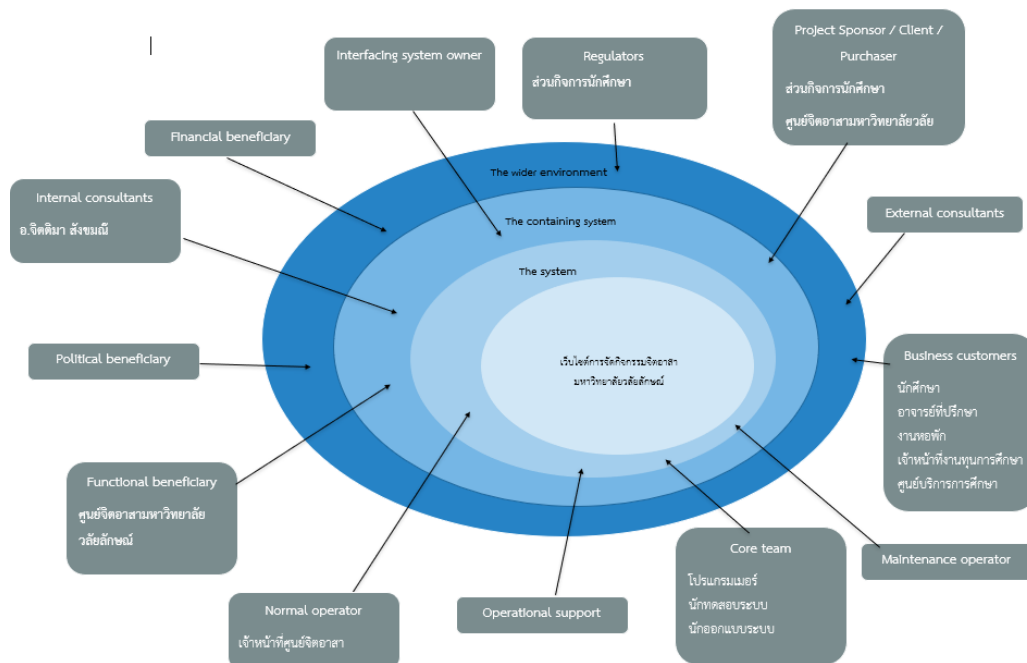 Project Sponsor / Client /
Purchaser
ส่วนกิจการนักศึกษา
ศูนย์จิตอาสามหาวิทยาลัยวลัย
Interfacing system owner
Regulators
ส่วนกิจการนักศึกษา
Financial beneficiary
Internal consultants
อ.จิตติมา สังขมณี
The wider environment
The containing system
The system
External consultants
Political beneficiary
เว็บไซต์การจัดกิจกรรมจิตอาสา
มหาวิทยาลัยวลัยลักษณ์
Business customers
นักศึกษา
อาจารย์ที่ปรึกษา
งานหอพัก
เจ้าหน้าที่งานทุนการศึกษา
ศูนย์บริการการศึกษา
Functional beneficiary
ศูนย์จิตอาสามหาวิทยาลัย
วลัยลักษณ์
Normal operator
เจ้าหน้าที่ศูนย์จิตอาสา
Operational support
Core team
โปรแกรมเมอร์
นักทดสอบระบบ
นักออกแบบระบบ
Maintenance operator